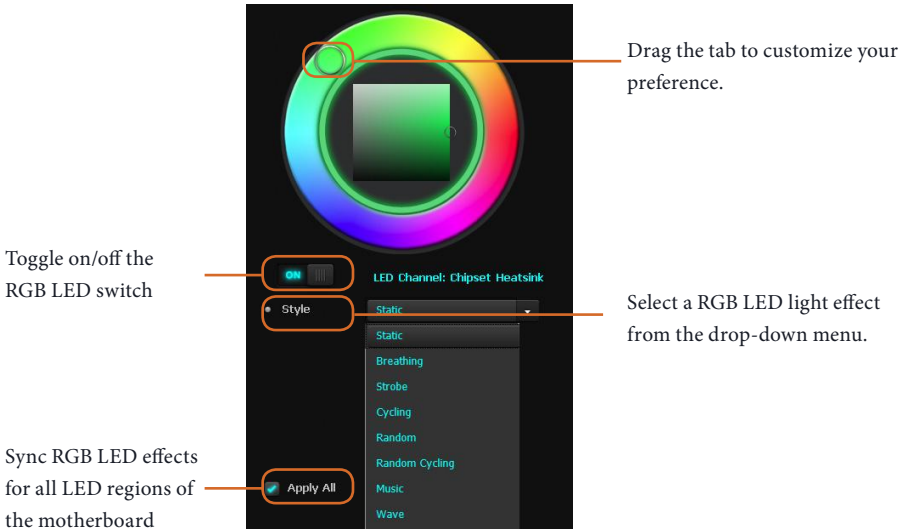 Drag the tab to customize your
preference.
Toggle on/off the
RGB LED switch
ON
LED Channel: Chipset Heatsink
Style
Static
Select a RGB LED light effect
from the drop-down menu.
Static
Breathing
Strobe
Cycling
Random
Random Cycling
Music
Wave
Sync RGB LED effects
for all LED regions of
the motherboard
Apply All